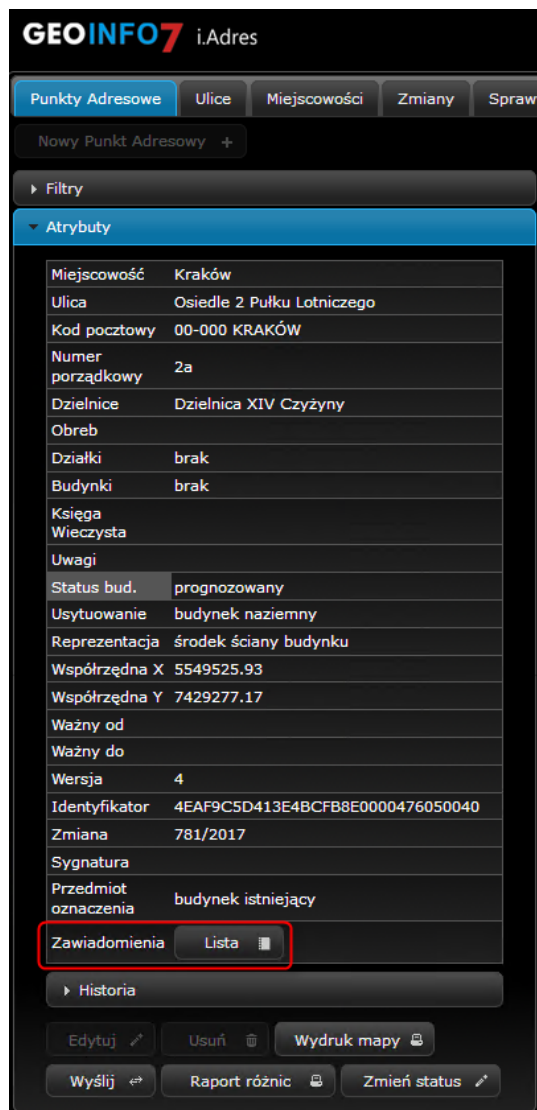 GEOINFO7 i.Adres
Punkty Adresowe Ulice Miejscowości Zmiany Spraw
Nowy Punkt Adresowy +
Filtry
Atrybuty
Miejscowość Kraków
Ulica Osiedle 2 Pułku Lotniczego
Kod pocztowy 00-000 KRAKÓW
Numer
porządkowy 2a
Dzielnice Dzielnica XIV Czyżyny
Obreb
Działki brak
Budynki brak
Księga
Wieczysta
Uwagi
Status bud. prognozowany
Usytuowanie budynek naziemny
Reprezentacja środek ściany budynku
Współrzędna X 5549525.93
Współrzędna Y 7429277.17
Ważny od
Ważny do
Wersja 4
Identyfikator 4EAF9C5D413E4BCFB8E0000476050040
Zmiana 781/2017
Sygnatura
Przedmiot
oznaczenia budynek istniejący
Zawiadomienia Lista
Historia
Edytuj Usuń Wydruk mapy
Wyślij Raport różnic Zmień status